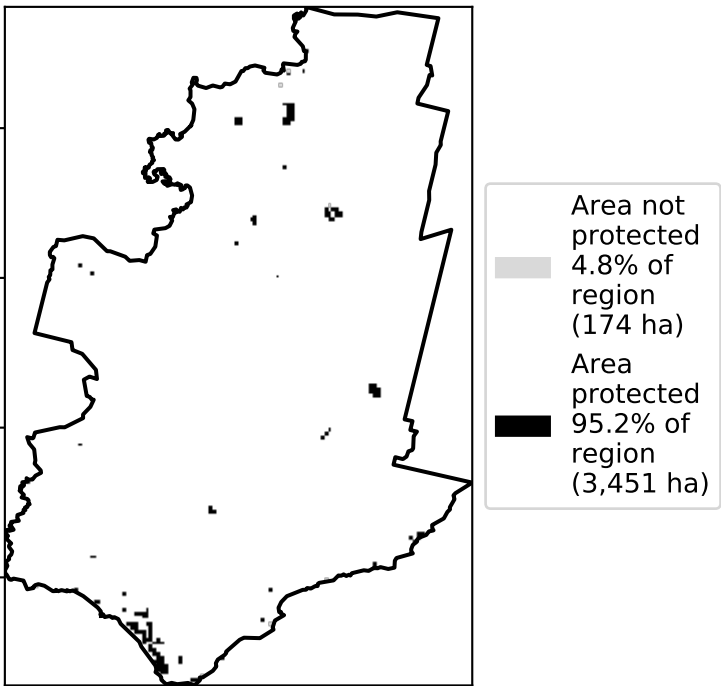 Area not
protected
4.8% of
region
(174 ha)
Area
protected
95.2% of
region
(3,451 ha)